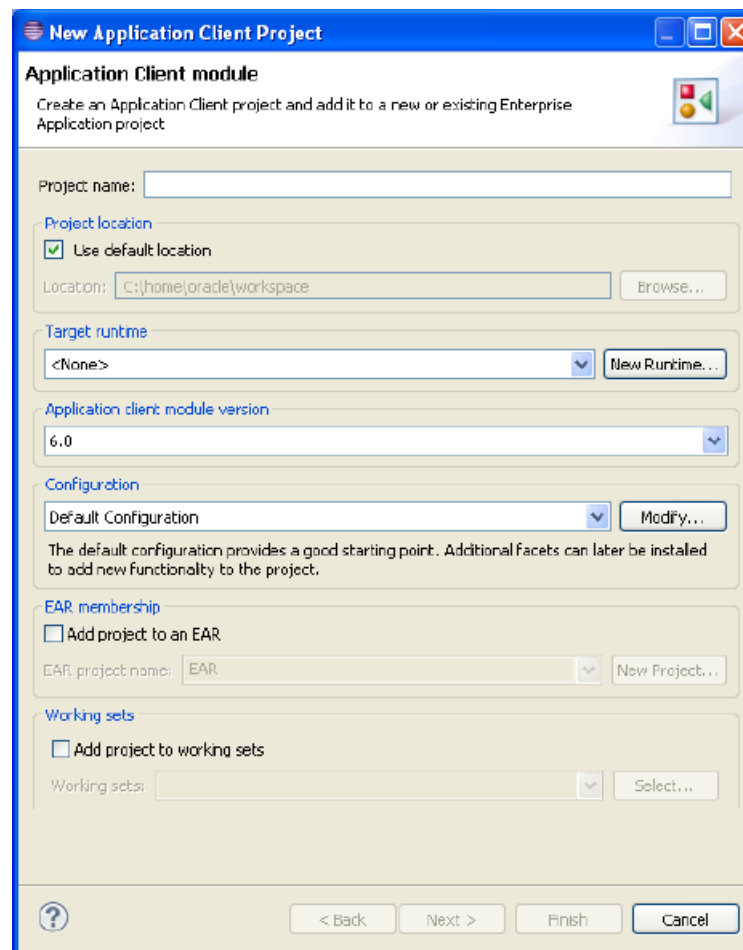 New Application Client Project
Application Client module
Create an Application Client project and add it to a new or existing Enterprise
Application project
Project name:
Project location
Use default location
Location: C:\home\oracle\workspace Browse...
Target runtime
<None> New Runtime...
Application client module version
6.0
Configuration
Default Configuration Modify...
The default configuration provides a good starting point. Additional facets can later be installed
to add new functionality to the project.
EAR membership
Add project to an EAR
EAR project name: EAR New Project...
Working sets
Add project to working sets
Working sets: Select...
? < Back Next > Finish Cancel